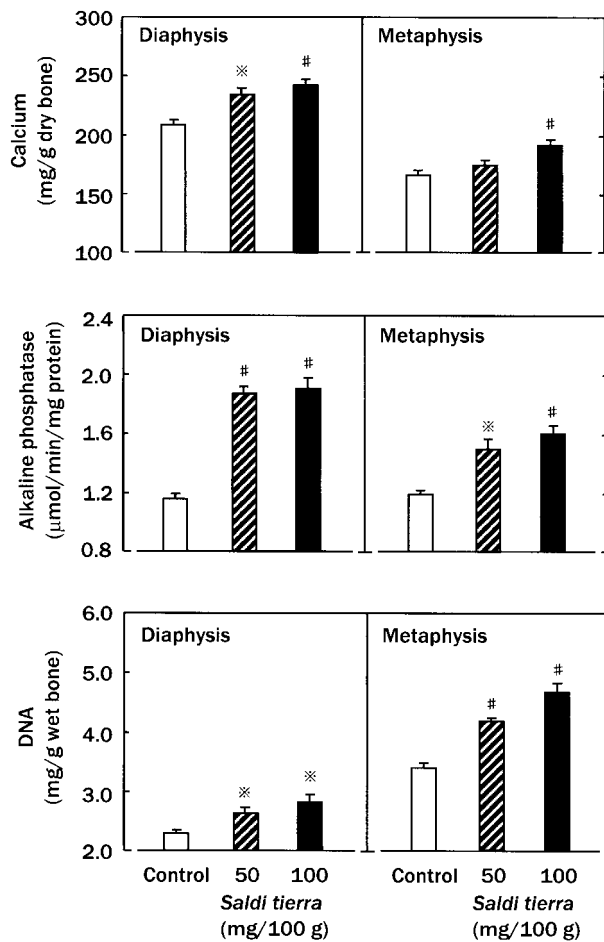 Calcium
(mg/g dry bone)
300
250
200
150
100
Diaphysis
※
#
Metaphysis
#
Alkaline phosphatase
(μmol/min/mg protein)
2.4
2.0
1.6
1.2
0.8
Diaphysis
#
#
Metaphysis
※
#
DNA
(mg/g wet bone)
6.0
5.0
4.0
3.0
2.0
Diaphysis
※
※
Metaphysis
#
#
Control 50 100
Saldi tierra
(mg/100 g)
Control 50 100
Saldi tierra
(mg/100 g)